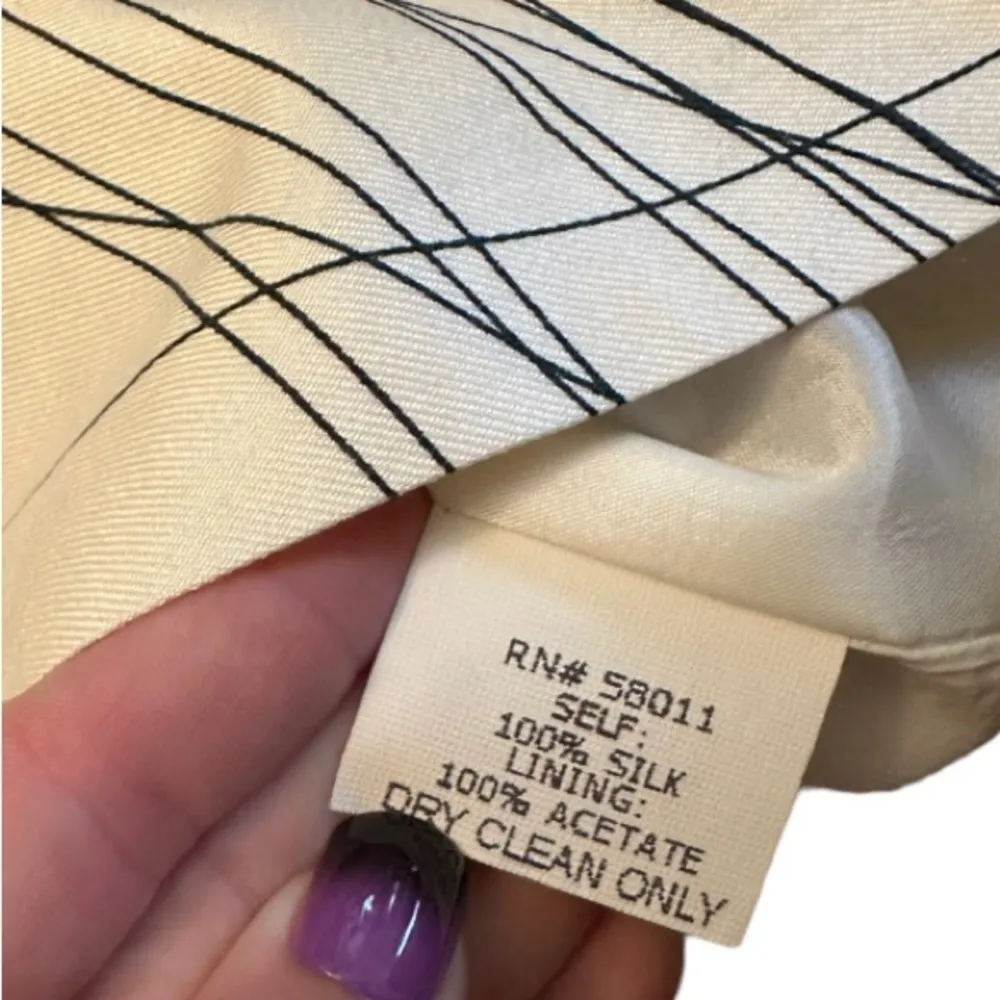 RN# 58011
SELF:
100% SILK
LINING:
100% ACETATE
DRY CLEAN ONLY